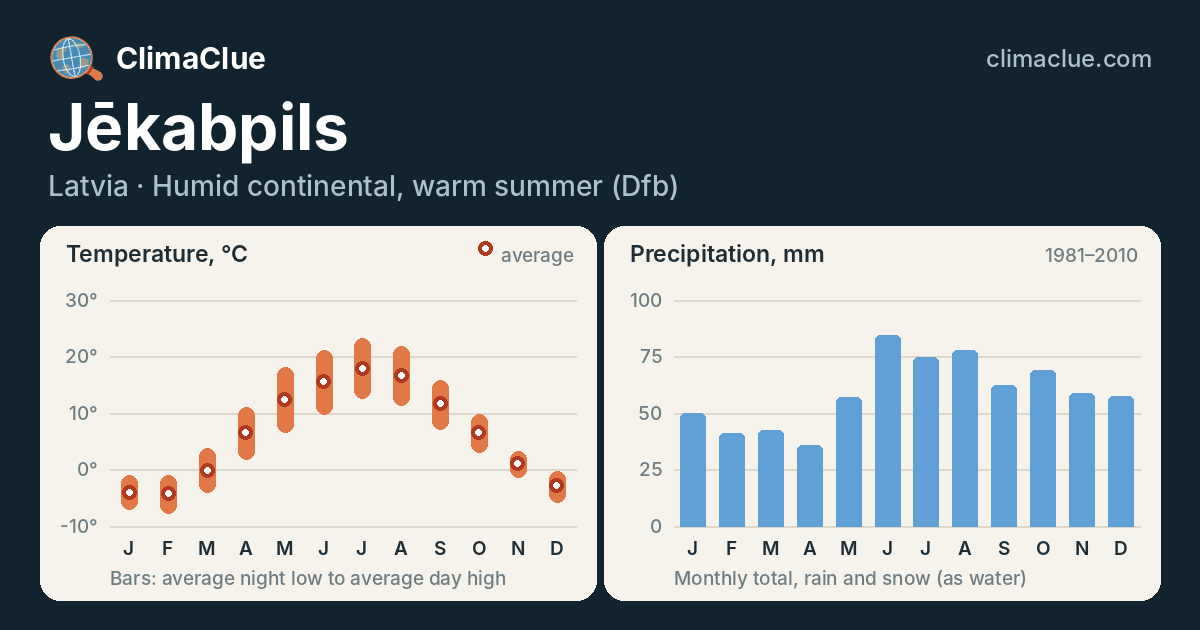 ClimaClue
climaclue.com
Jēkabpils
Latvia · Humid continental, warm summer (Dfb)
Temperature, °C
average
30°
20°
10°
0°
-10°
J F M A M J J A S O N D
Bars: average night low to average day high
Precipitation, mm
1981–2010
100
75
50
25
0
J F M A M J J A S O N D
Monthly total, rain and snow (as water)